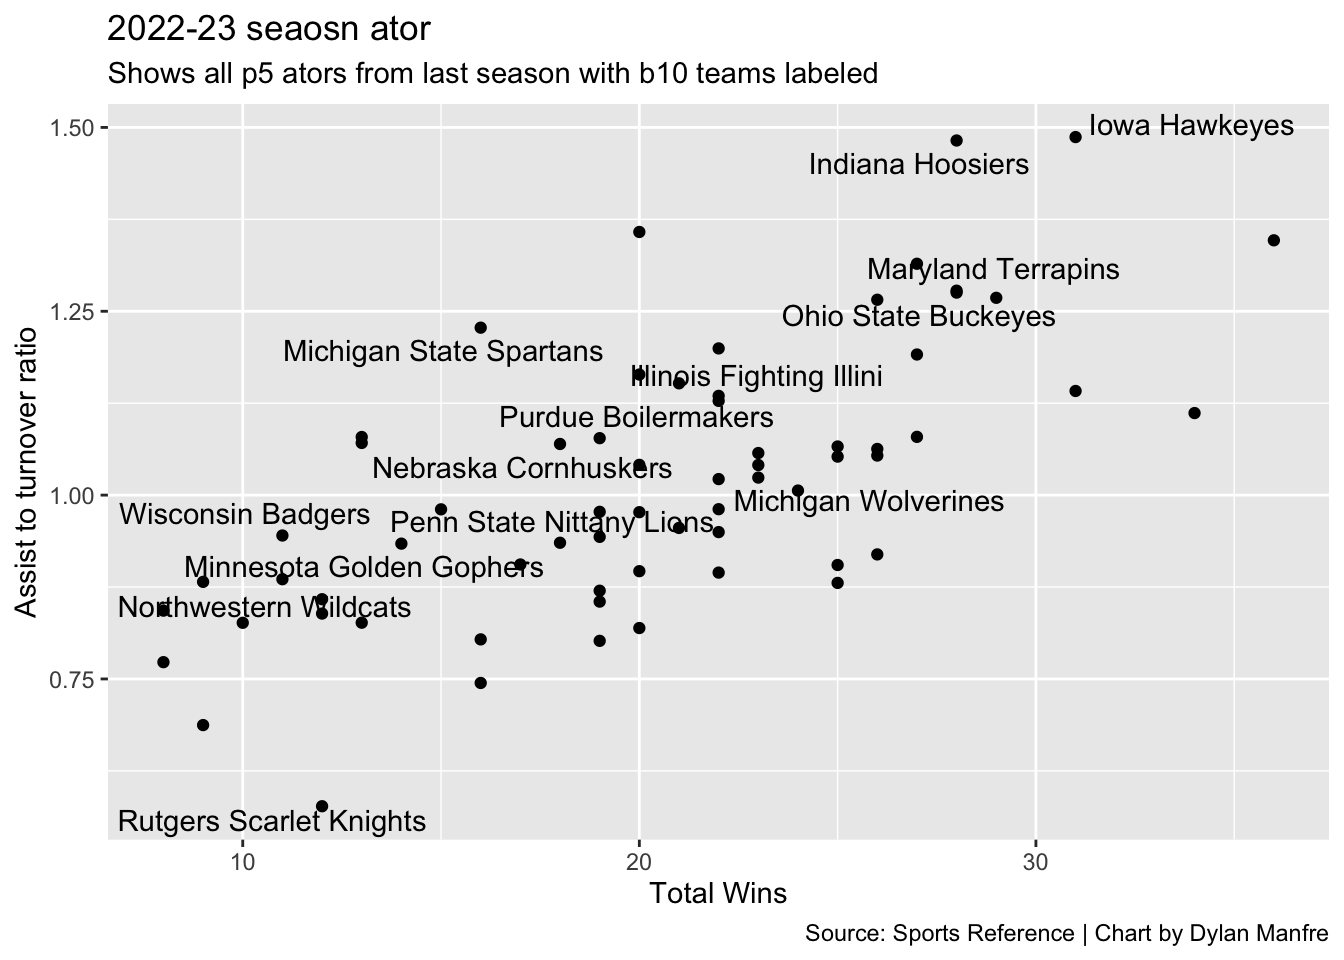 2022-23 seaosn ator
Shows all p5 ators from last season with b10 teams labeled
Assist to turnover ratio
1.50
1.25
1.00
0.75
Iowa Hawkeyes
Indiana Hoosiers
Maryland Terrapins
Ohio State Buckeyes
Michigan State Spartans
Illinois Fighting Illini
Purdue Boilermakers
Nebraska Cornhuskers
Michigan Wolverines
Wisconsin Badgers
Penn State Nittany Lions
Minnesota Golden Gophers
Northwestern Wildcats
Rutgers Scarlet Knights
10 20 30
Total Wins
Source: Sports Reference | Chart by Dylan Manfre